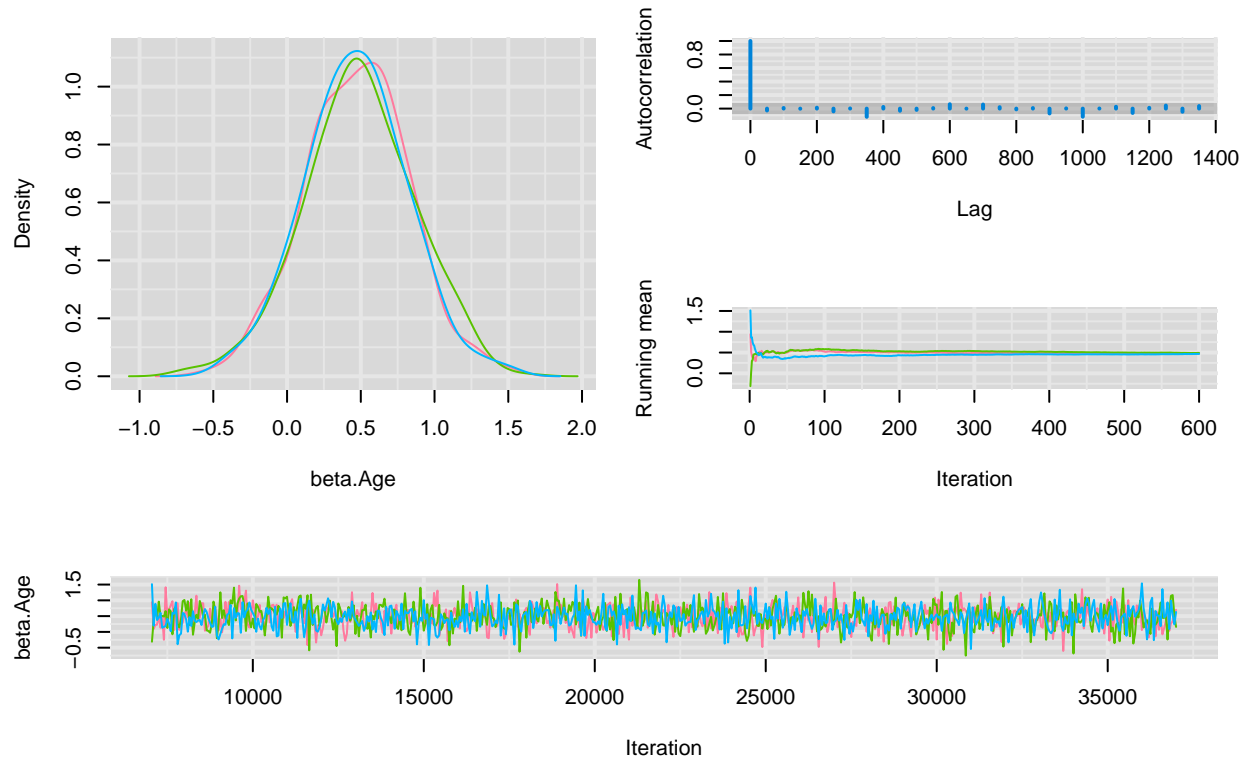 Density
0.0 0.2 0.4 0.6 0.8 1.0
−1.0 −0.5 0.0 0.5 1.0 1.5 2.0
beta.Age
Autocorrelation
0.0 0.8
0 200 400 600 800 1000 1200 1400
Lag
Running mean
0.0 1.5
0 100 200 300 400 500 600
Iteration
beta.Age
−0.5 1.5
10000 15000 20000 25000 30000 35000
Iteration